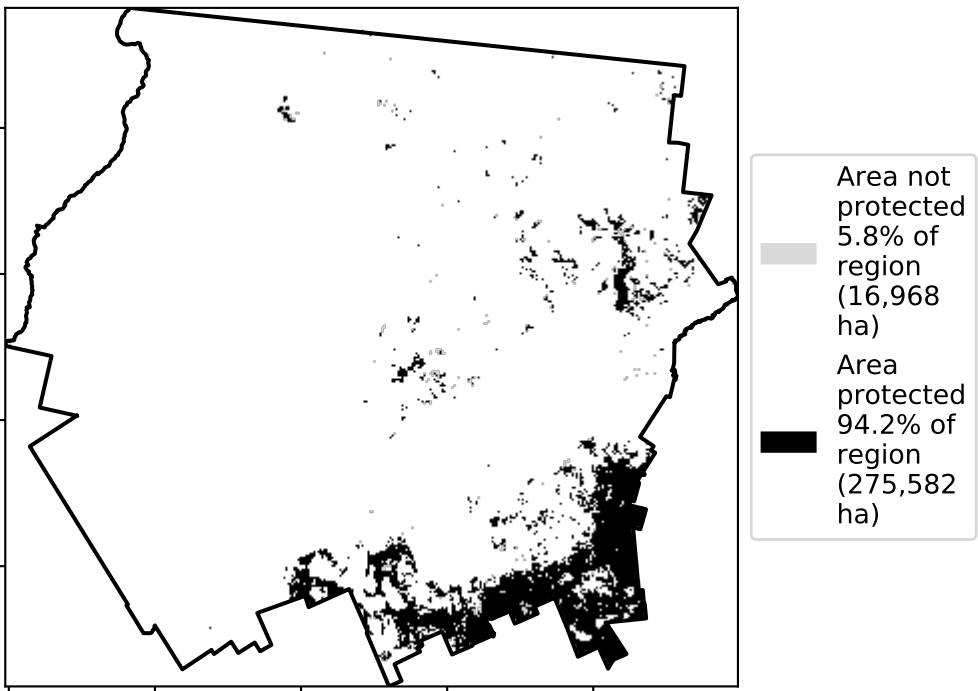 Area not
protected
5.8% of
region
(16,968
ha)
Area
protected
94.2% of
region
(275,582
ha)